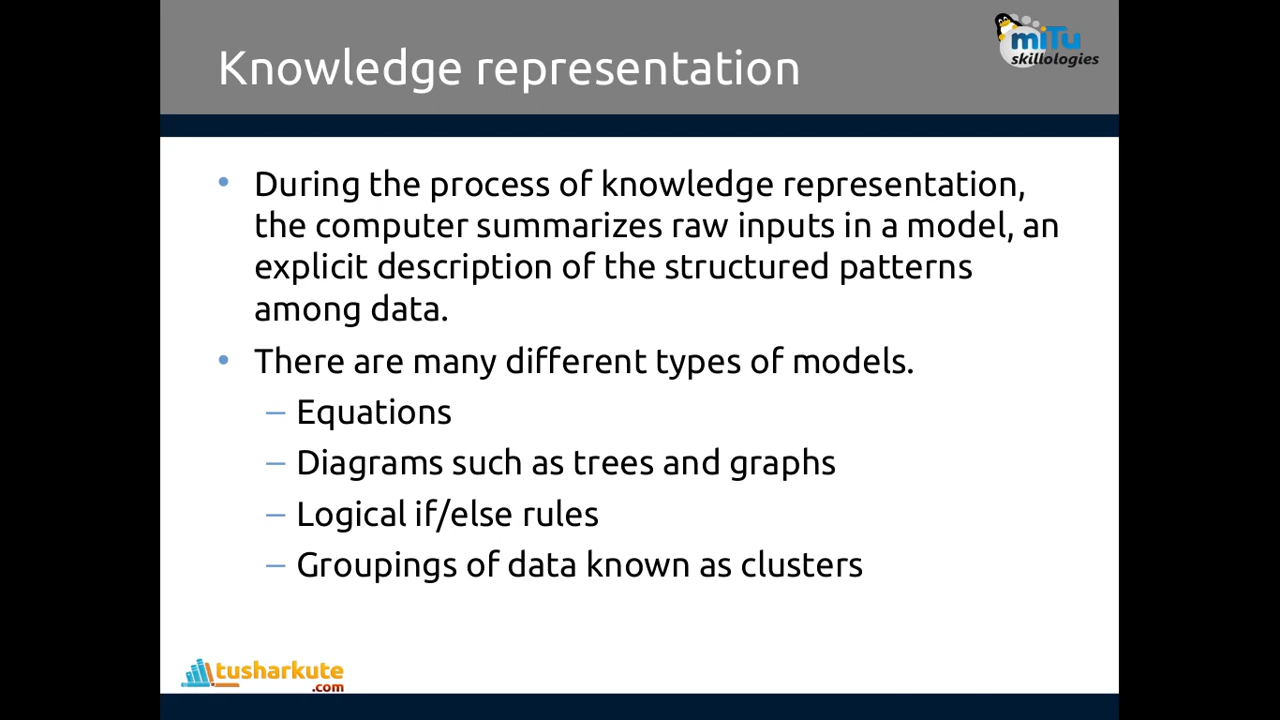 Knowledge representation
miTu
skillologies
• During the process of knowledge representation,
the computer summarizes raw inputs in a model, an
explicit description of the structured patterns
among data.
• There are many different types of models.
– Equations
– Diagrams such as trees and graphs
– Logical if/else rules
– Groupings of data known as clusters
tusharkute
.com